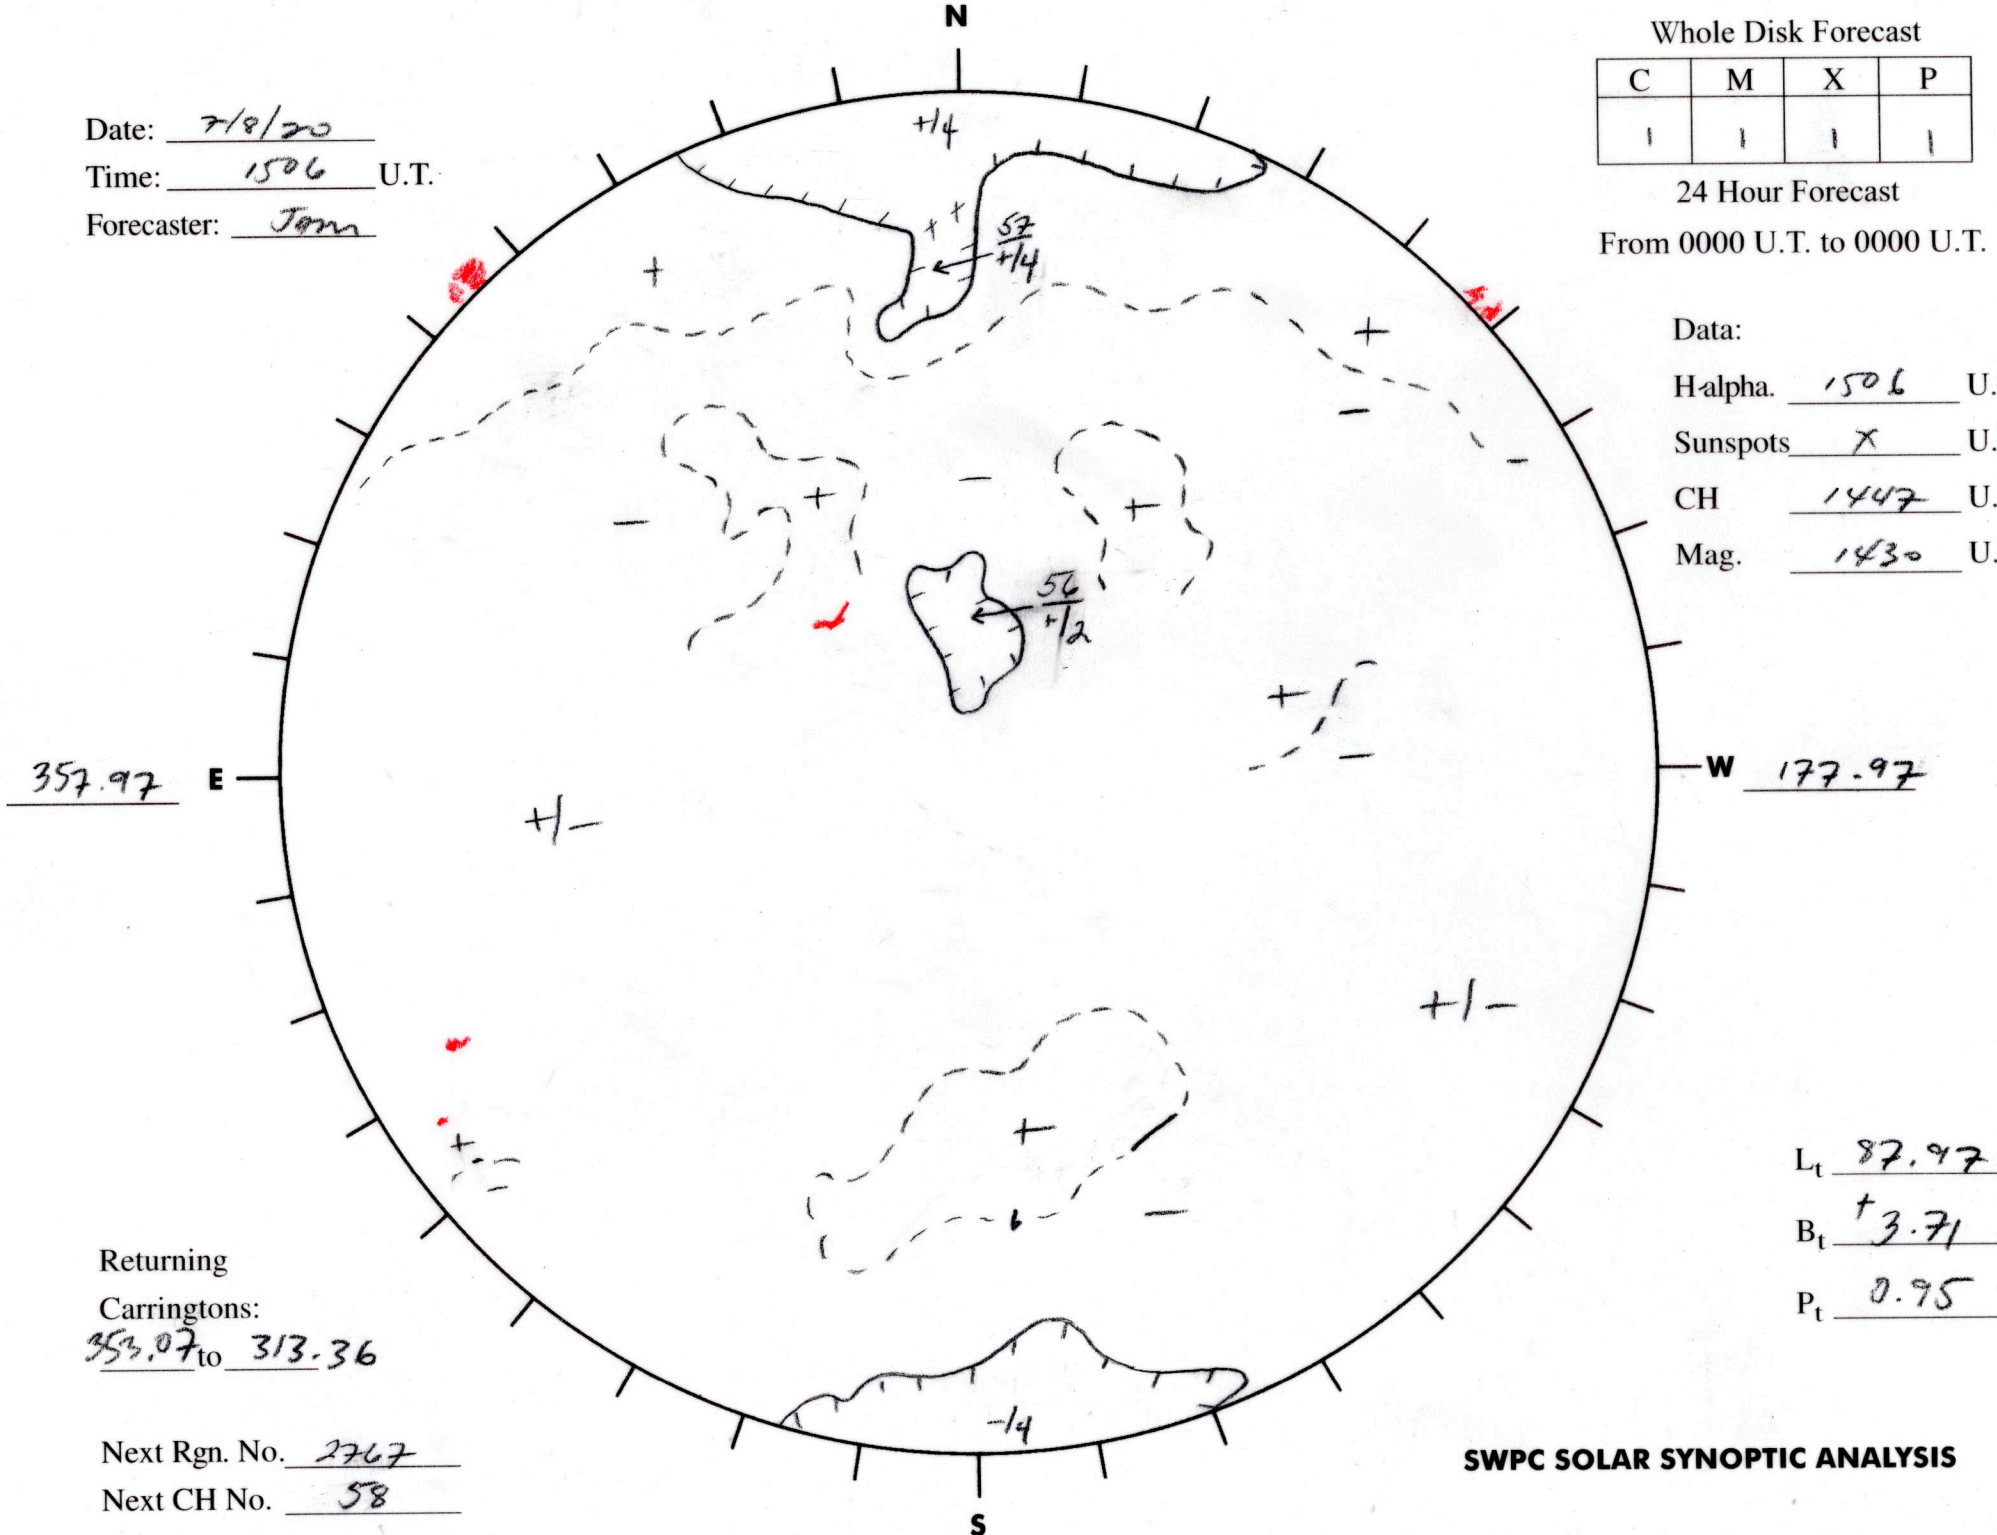 N
Whole Disk Forecast
C M X P
1 1 1 1
24 Hour Forecast
From 0000 U.T. to 0000 U.T.
Date: 7/8/20
Time: 1506 U.T.
Forecaster:
+/4
57
+/4
+
+
Data:
H-alpha. 1506 U.
Sunspots X U.
CH 1447 U.
Mag. 1430 U.
-
-
-
+
+
-
56
+/2
+
-
357.97 E
W 177.97
+/-
+/-
+
+
-
-
Lt 87.97
Bt +3.71
Pt 0.95
Returning
Carringtons:
353.07 to 313.36
-/4
Next Rgn. No. 2767
Next CH No. 58
SWPC SOLAR SYNOPTIC ANALYSIS
S